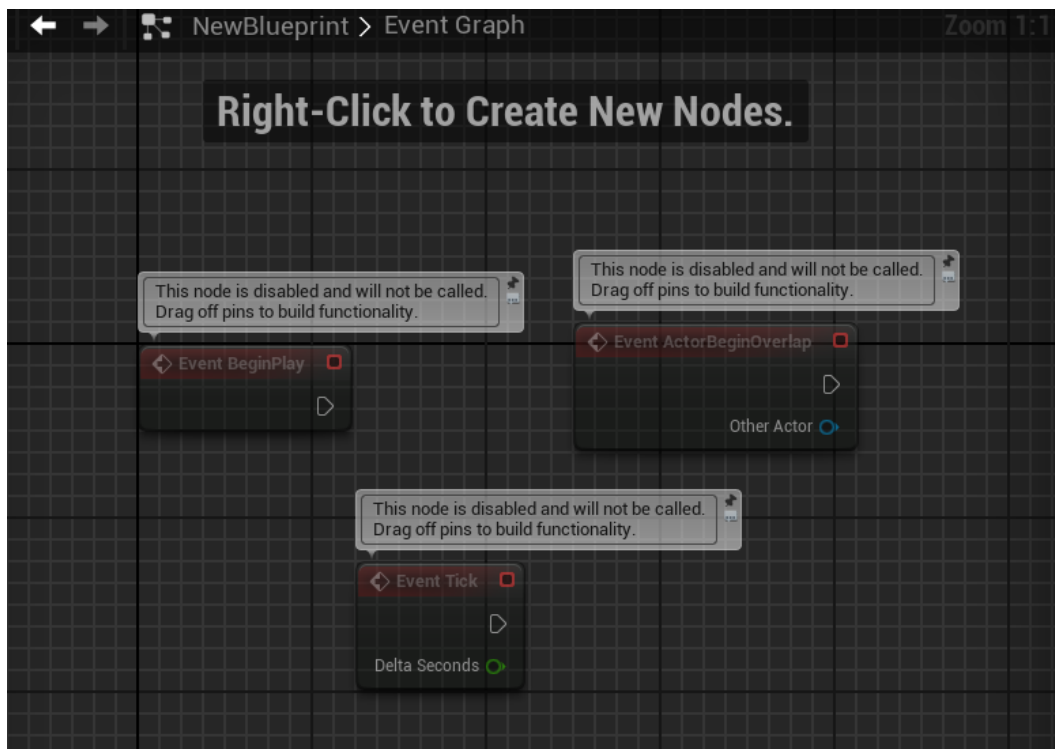 NewBlueprint > Event Graph
Zoom 1:1
Right-Click to Create New Nodes.
This node is disabled and will not be called.
Drag off pins to build functionality.
Event BeginPlay
This node is disabled and will not be called.
Drag off pins to build functionality.
Event ActorBeginOverlap
Other Actor
This node is disabled and will not be called.
Drag off pins to build functionality.
Event Tick
Delta Seconds